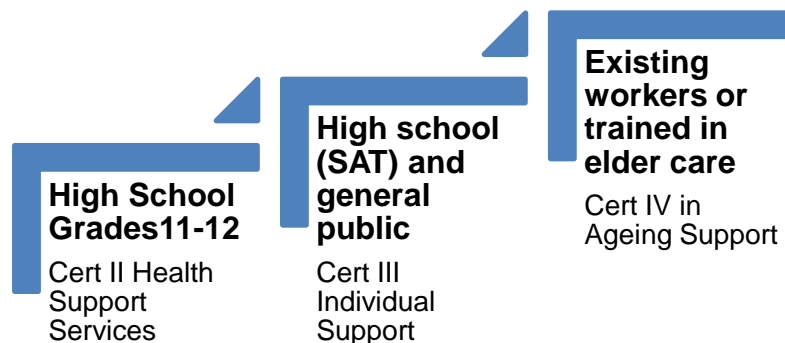 High School
Grades11-12
Cert II Health
Support
Services
High school
(SAT) and
general
public
Cert III
Individual
Support
Existing
workers or
trained in
elder care
Cert IV in
Ageing Support